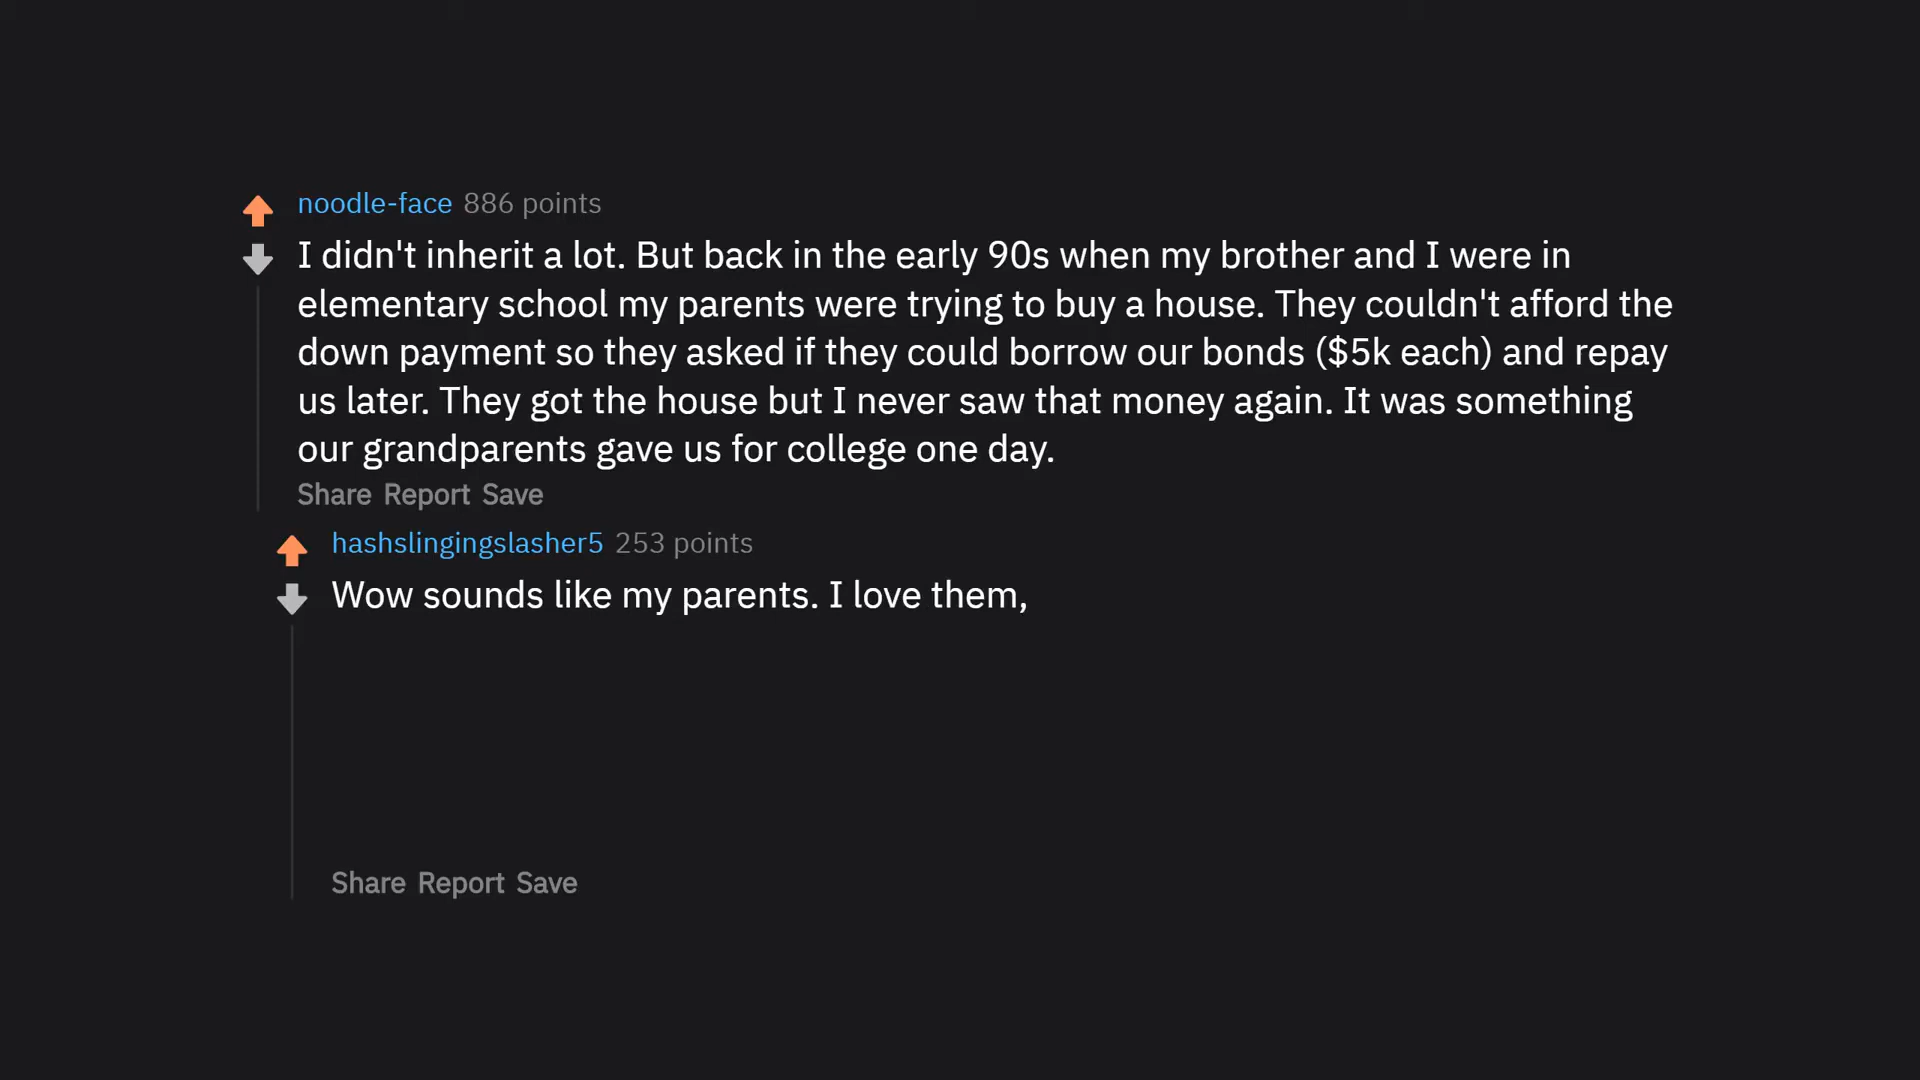 noodle-face 886 points
I didn't inherit a lot. But back in the early 90s when my brother and I were in
elementary school my parents were trying to buy a house. They couldn't afford the
down payment so they asked if they could borrow our bonds ($5k each) and repay
us later. They got the house but I never saw that money again. It was something
our grandparents gave us for college one day.
Share Report Save
hashslingingslasher5 253 points
Wow sounds like my parents. I love them,
Share Report Save